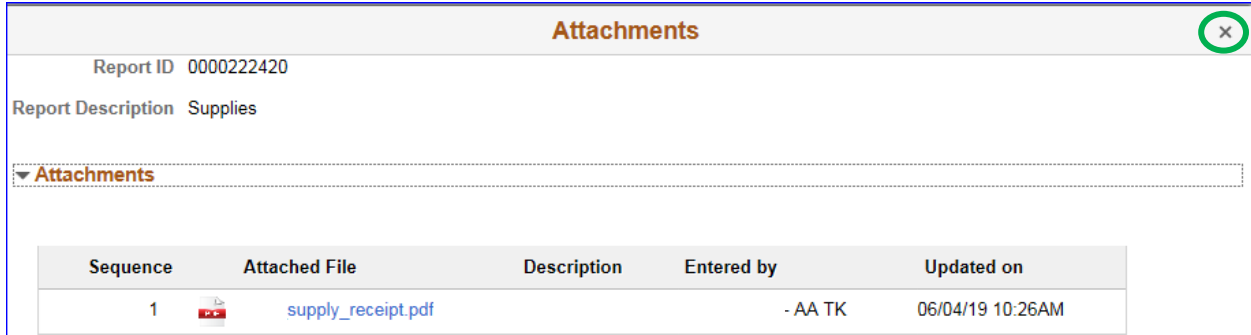 Attachments ×
Report ID 0000222420
Report Description Supplies
Attachments
Sequence Attached File Description Entered by Updated on
1 supply_receipt.pdf - AA TK 06/04/19 10:26AM